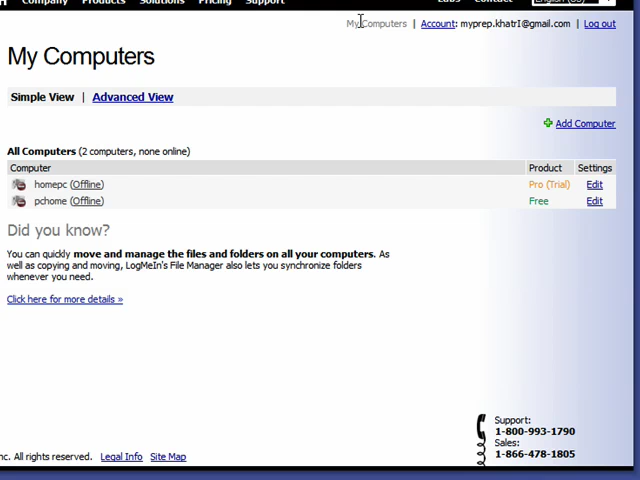 Company Products Solutions Pricing Support Labs Contact English (US)
My Computers | Account: myprep.khatrI@gmail.com | Log out
My Computers
Simple View | Advanced View
Add Computer
All Computers (2 computers, none online)
Computer Product Settings
homepc (Offline) Pro (Trial) Edit
pchome (Offline) Free Edit
Did you know?
You can quickly move and manage the files and folders on all your computers. As
well as copying and moving, LogMeIn's File Manager also lets you synchronize folders
whenever you need.
Click here for more details »
Support:
1-800-993-1790
Sales:
1-866-478-1805
nc. All rights reserved. Legal Info Site Map